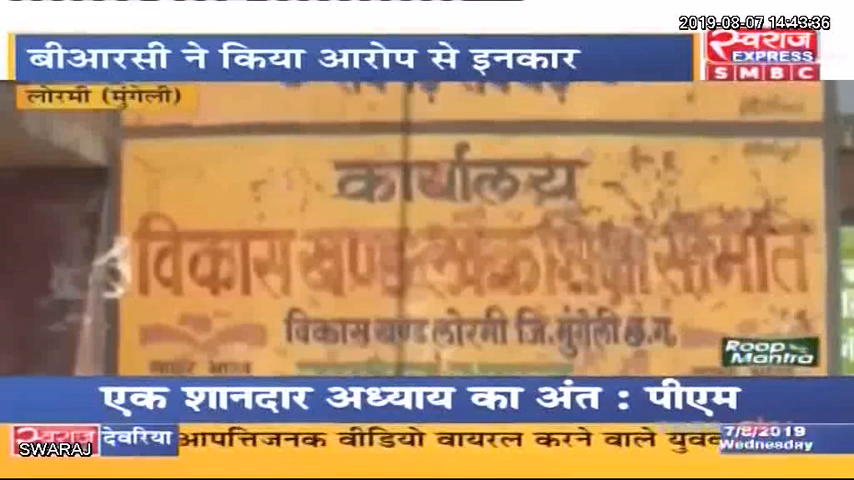 2019-08-07 14:43:36
बीआरसी ने किया आरोप से इनकार
स्वराज
EXPRESS
SMBC
लोरमी (मुंगेली)
कार्यालय
विकास खण्ड लोक शिक्षा समिति
विकास खण्ड लोरमी जि.मुंगेली छ.ग.
Roop
Mantra
एक शानदार अध्याय का अंत : पीएम
स्वराज
SWARAJ
देवरिया
आपत्तिजनक वीडियो वायरल करने वाले युवक
7/8/2019
Wednesday